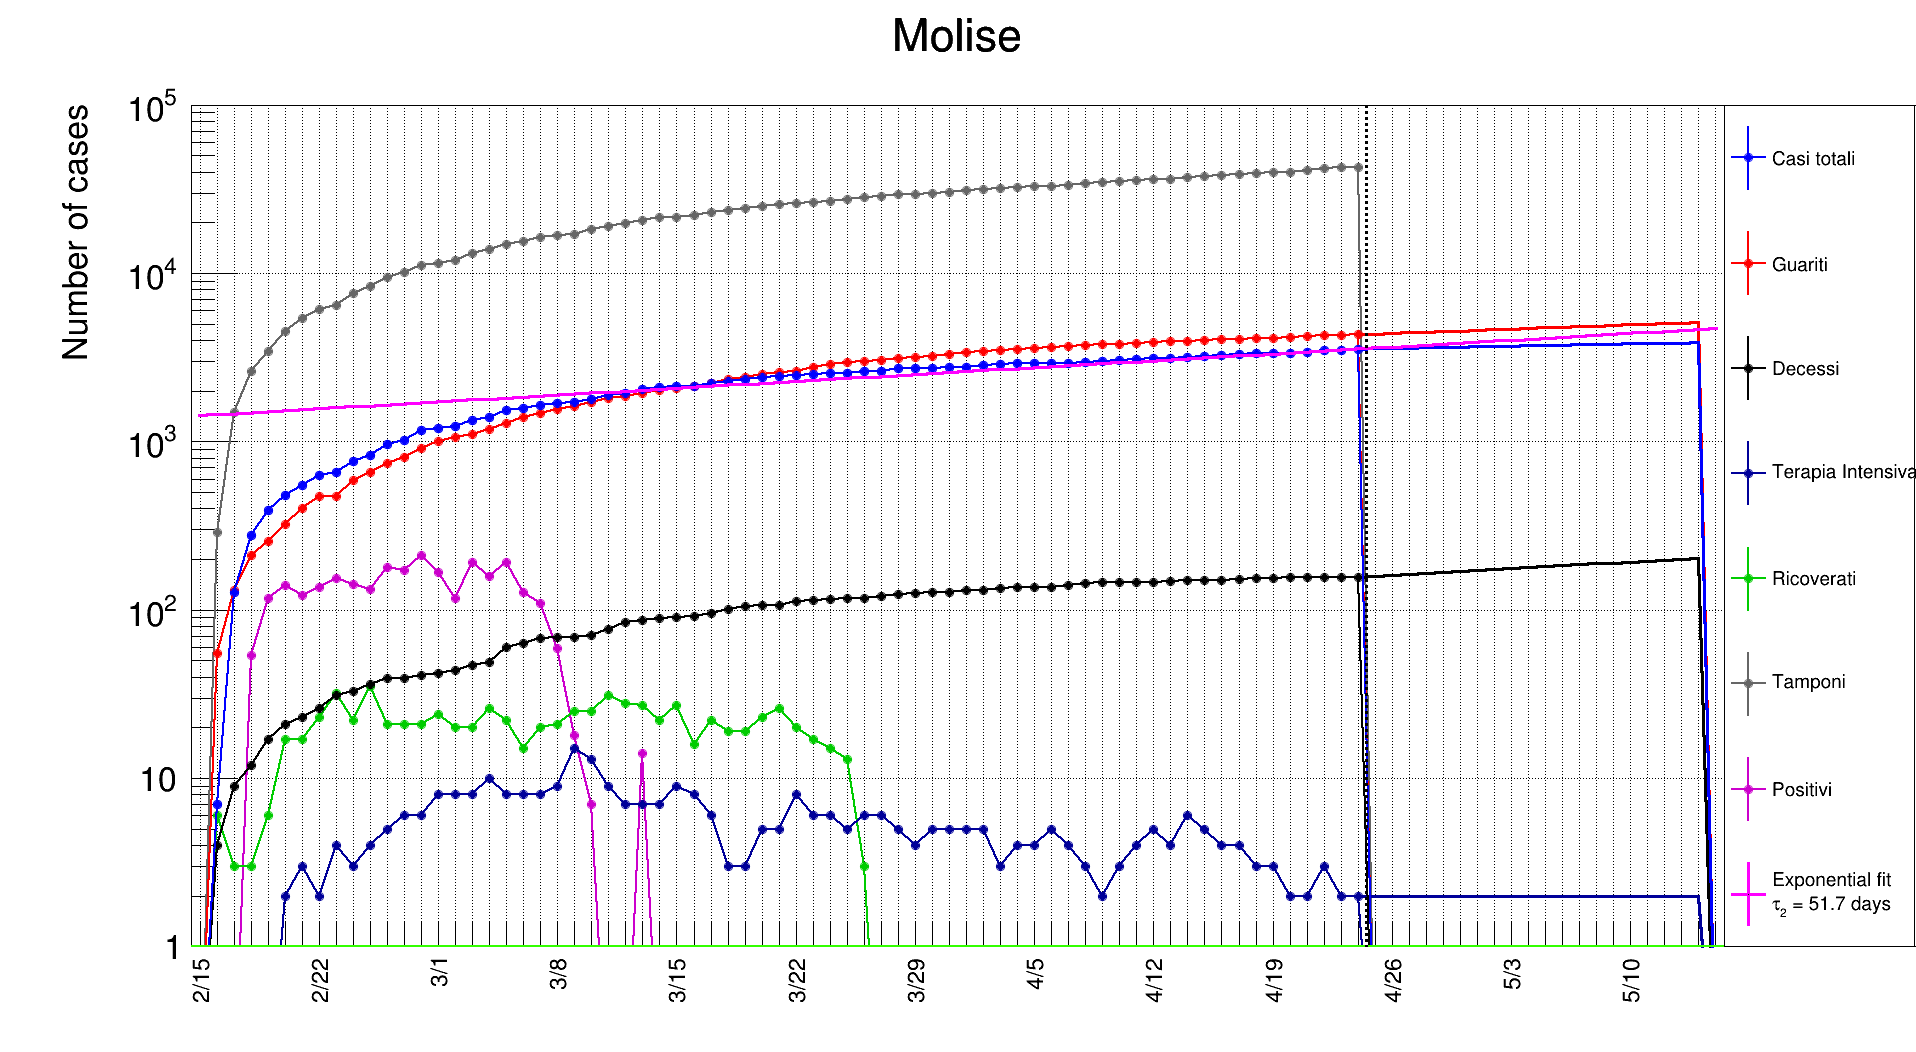 Molise
Number of cases
10^5
10^4
10^3
10^2
10
1
2/15
2/22
3/1
3/8
3/15
3/22
3/29
4/5
4/12
4/19
4/26
5/3
5/10
Casi totali
Guariti
Decessi
Terapia Intensiva
Ricoverati
Tamponi
Positivi
Exponential fit
τ₂ = 51.7 days